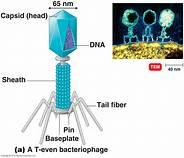 65 nm
Capsid (head)
DNA
TEM
40 nm
Sheath
Tail fiber
Pin
Baseplate
(a) A T-even bacteriophage